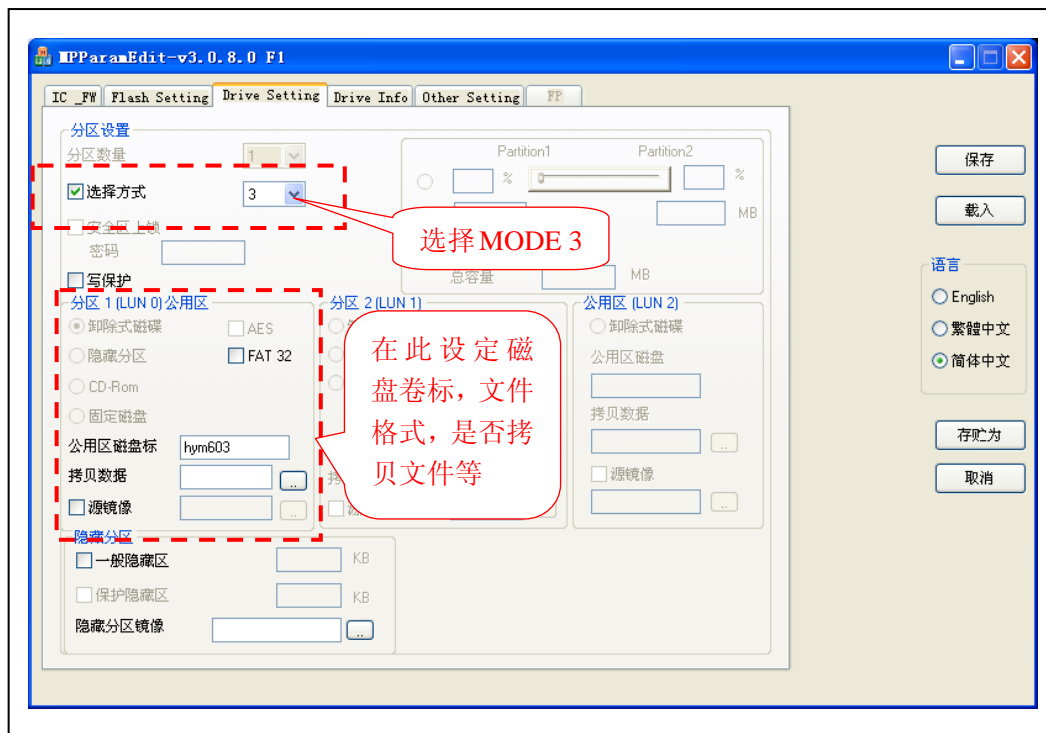 MPParamEdit-v3.0.8.0 F1
IC _FW Flash Setting Drive Setting Drive Info Other Setting FP
分区设置
分区数量 1
Partition1 Partition2
选择方式 3
% %
MB
安全区上锁
选择MODE 3
密码
总容量 MB
写保护
分区 1 (LUN 0)公用区
卸除式磁碟 AES
隐藏分区 FAT 32
CD-Rom
固定磁盘
公用区磁盘标 hym603
拷贝数据 ..
源镜像 ..
分区 2 (LUN 1)
在此设定磁
盘卷标，文件
格式，是否拷
贝文件等
公用区 (LUN 2)
卸除式磁碟
公用区磁盘
拷贝数据
..
源镜像
..
隐藏分区
一般隐藏区 KB
保护隐藏区 KB
隐藏分区镜像 ..
保存
载入
语言
English
繁體中文
简体中文
存贮为
取消